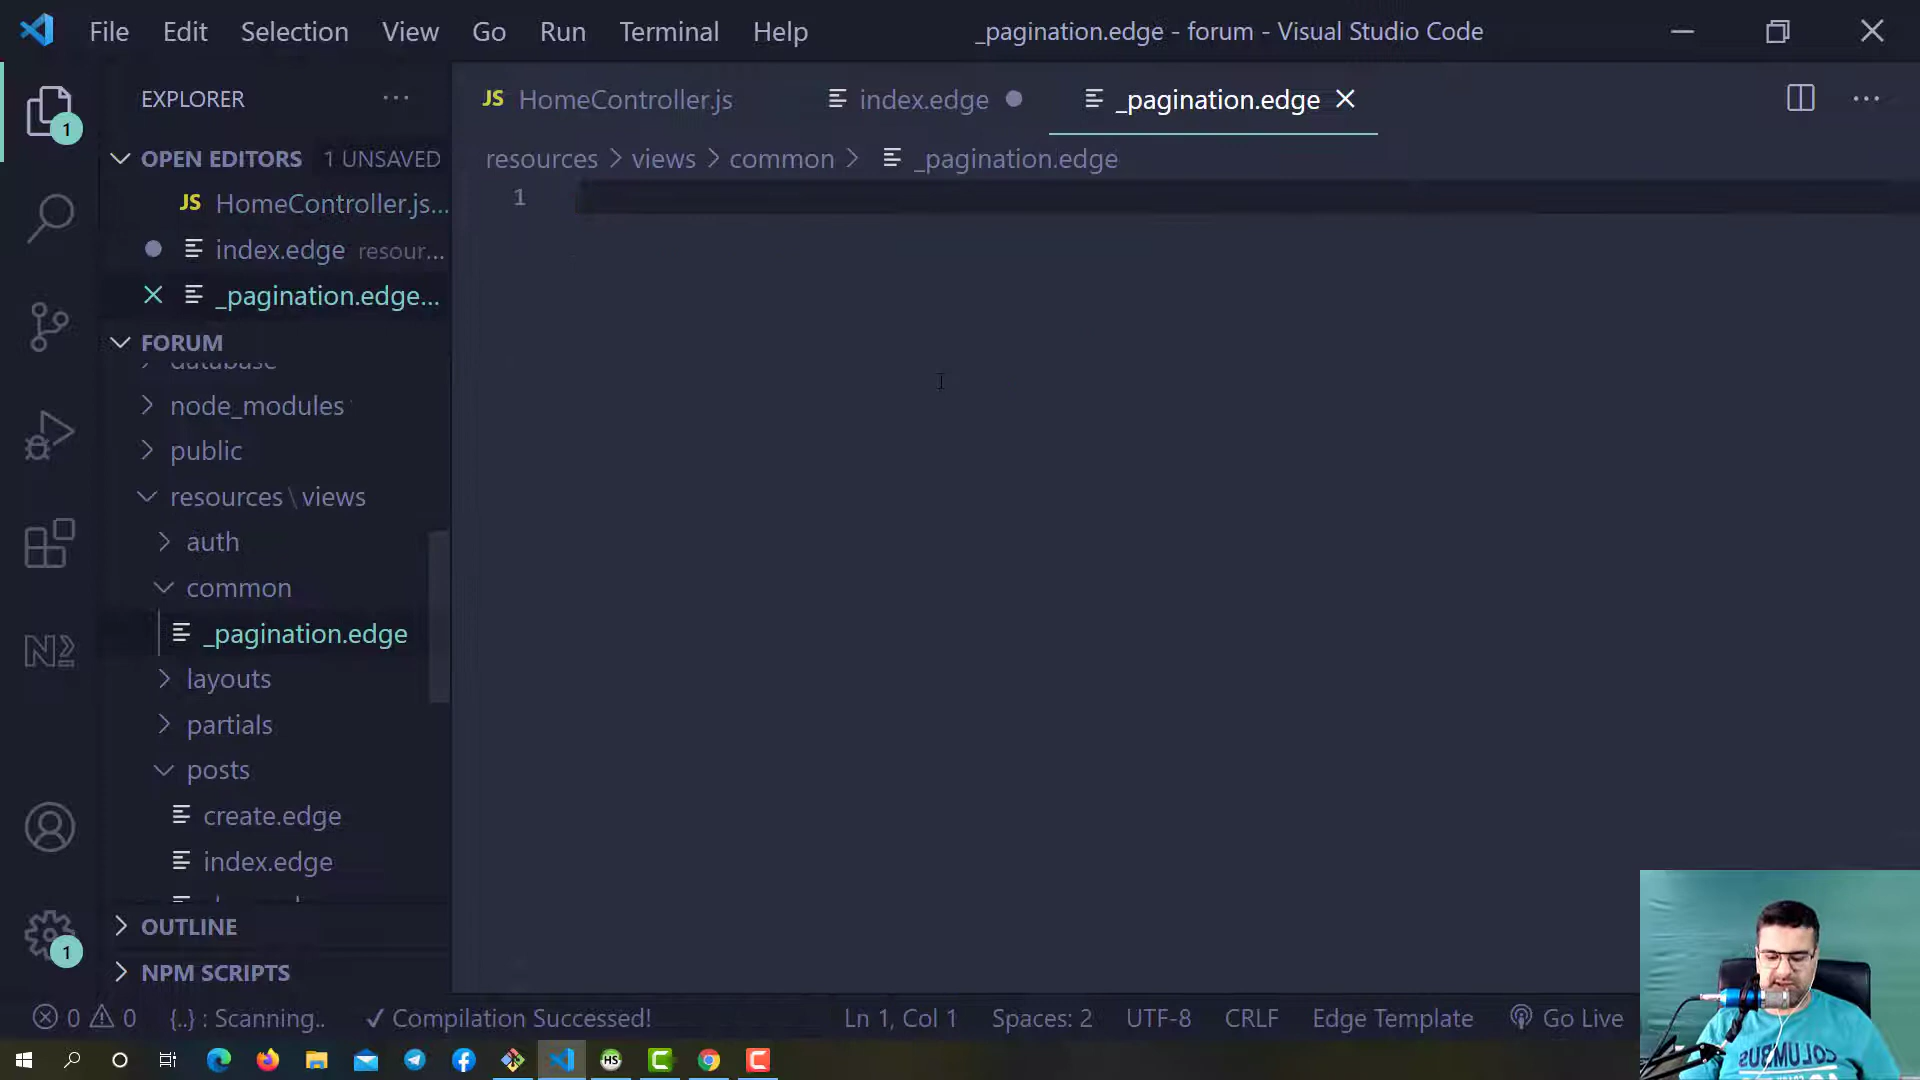 File Edit Selection View Go Run Terminal Help
_pagination.edge - forum - Visual Studio Code
EXPLORER
1
OPEN EDITORS 1 UNSAVED
JS HomeController.js...
index.edge resour...
_pagination.edge...
FORUM
database
node_modules
public
resources\views
auth
common
_pagination.edge
layouts
partials
posts
create.edge
index.edge
OUTLINE
NPM SCRIPTS
1
JS HomeController.js
index.edge
_pagination.edge
resources > views > common > _pagination.edge
1
0 0 {..} : Scanning.. Compilation Successed!
Ln 1, Col 1 Spaces: 2 UTF-8 CRLF Edge Template Go Live
HS